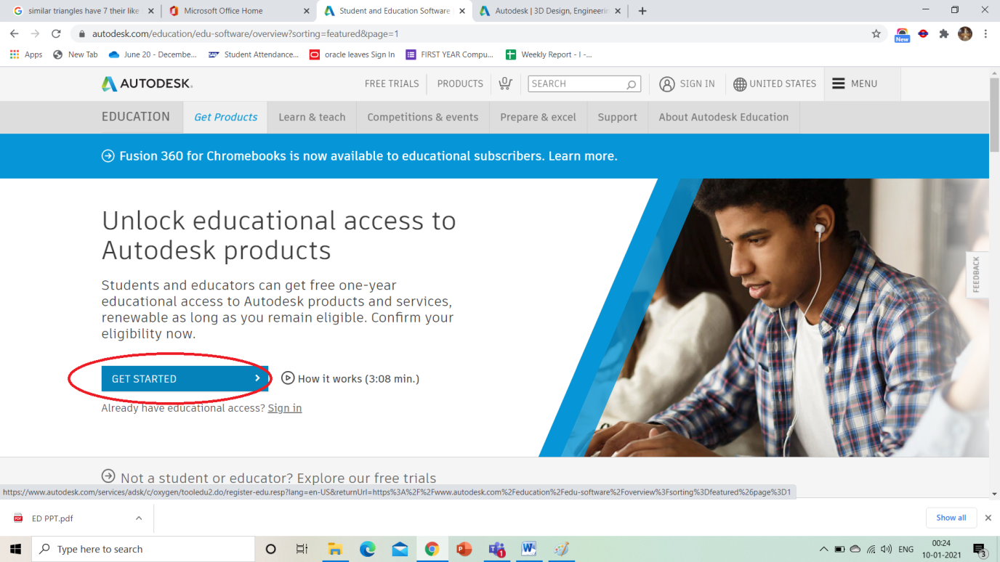 similar triangles have 7 their like
Microsoft Office Home
Student and Education Software
Autodesk | 3D Design, Engineerin
autodesk.com/education/edu-software/overview?sorting=featured&page=1
New
Apps
New Tab
June 20 - Decembe...
SAP
Student Attendance...
oracle leaves Sign In
FIRST YEAR Compu...
Weekly Report - I -...
AUTODESK.
FREE TRIALS
PRODUCTS
0
SEARCH
SIGN IN
UNITED STATES
MENU
EDUCATION
Get Products
Learn & teach
Competitions & events
Prepare & excel
Support
About Autodesk Education
Fusion 360 for Chromebooks is now available to educational subscribers. Learn more.
Unlock educational access to
Autodesk products
Students and educators can get free one-year
educational access to Autodesk products and services,
renewable as long as you remain eligible. Confirm your
eligibility now.
FEEDBACK
GET STARTED
How it works (3:08 min.)
Already have educational access? Sign in
Not a student or educator? Explore our free trials
https://www.autodesk.com/services/adsk/c/oxygen/tooledu2.do/register-edu.resp?lang=en-US&returnUrl=https%3A%2F%2Fwww.autodesk.com%2Feducation%2Fedu-software%2Foverview%3Fsorting%3Dfeatured%26page%3D1
ED PPT.pdf
Show all
Type here to search
1
ENG
00:24
10-01-2021
3